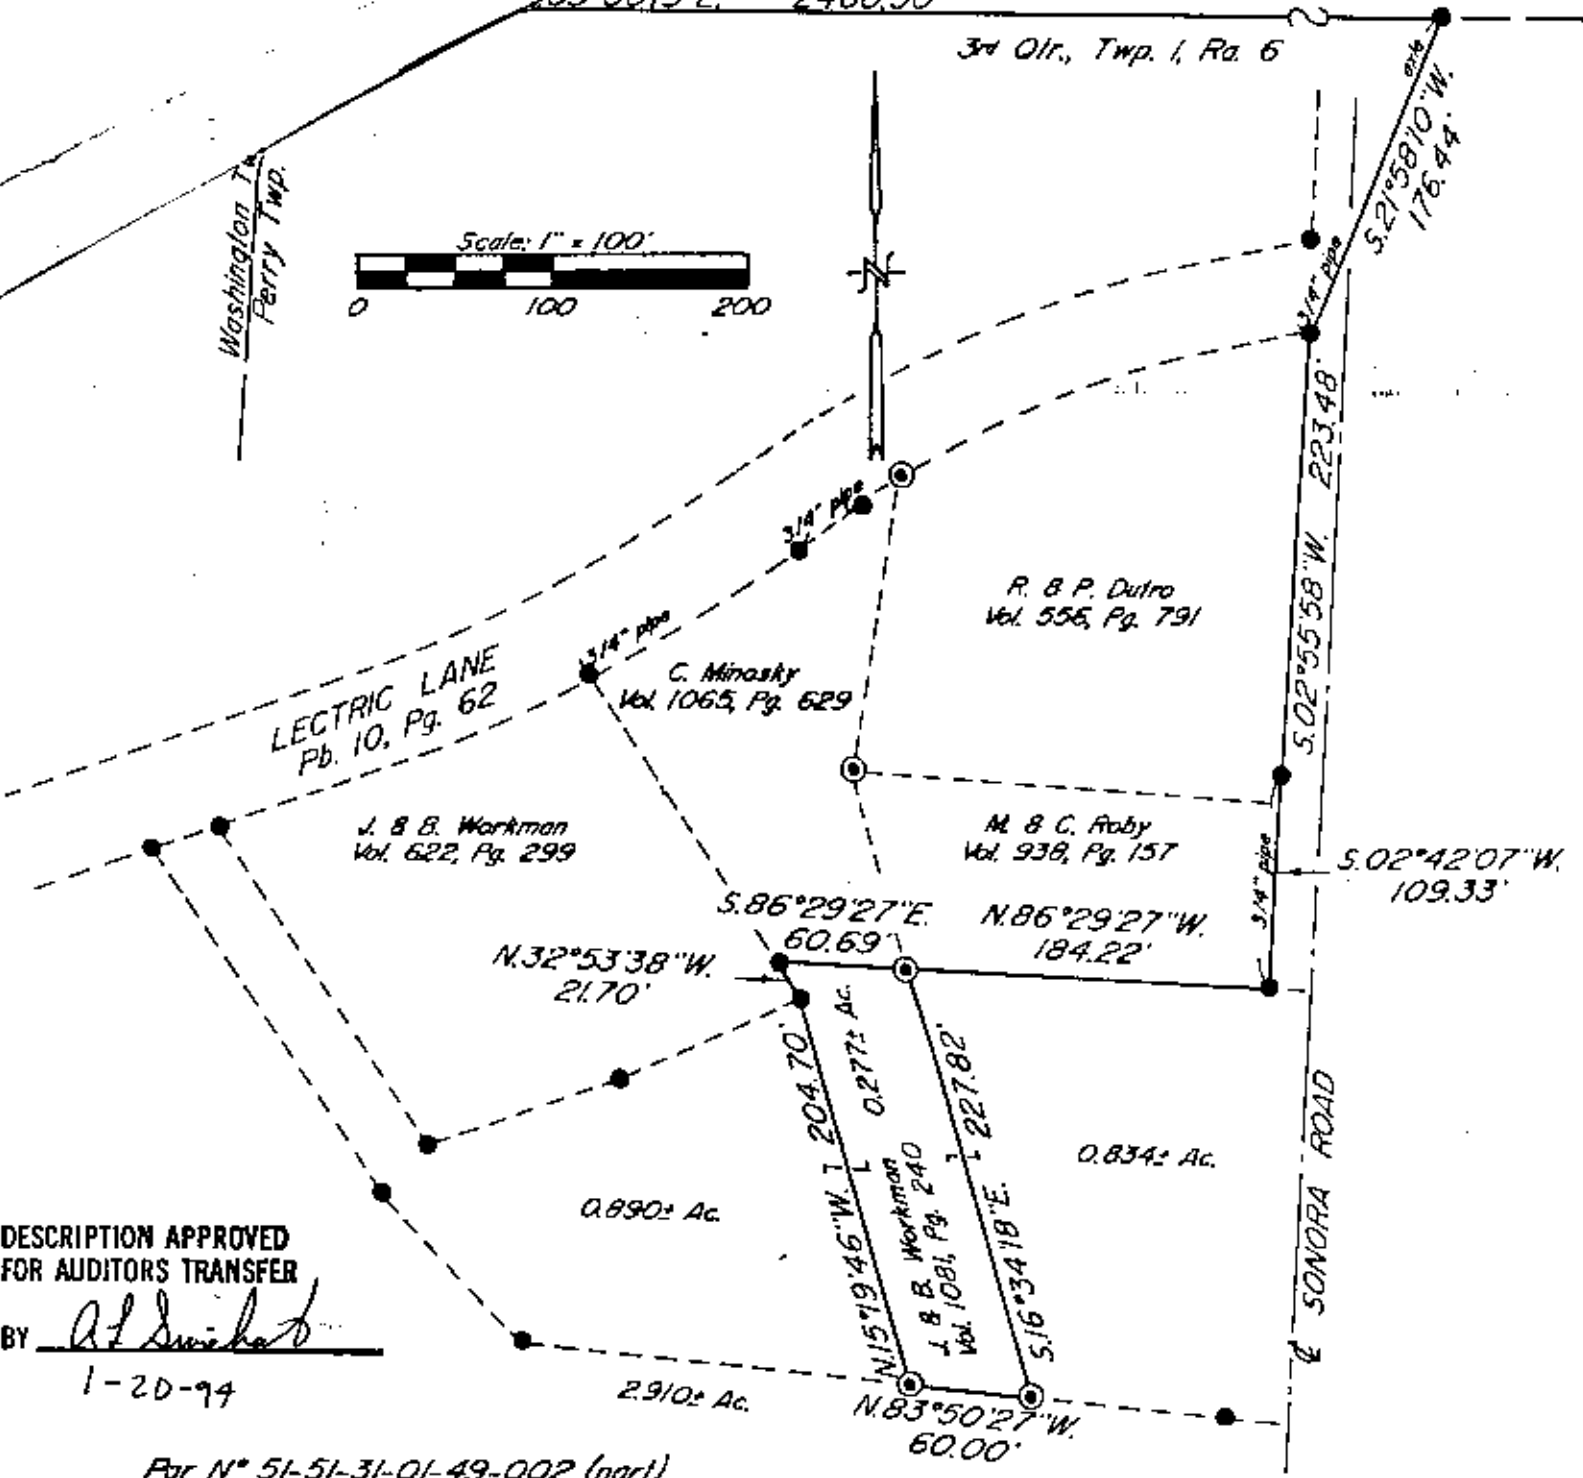 2460.50
3rd Qtr., Twp. 1, Ra. 6
axle
S.21°58'10"W.
176.44'
Washington T
Perry Twp.
Scale: 1" = 100'
0 100 200
N
3/4" pipe
S.02°55'58"W. 223.48'
3/4" pipe
3/4" pipe
R. & P. Dutro
Vol. 556, Pg. 791
C. Minosky
Vol. 1065, Pg. 629
LECTRIC LANE
Pb. 10, Pg. 62
J. & B. Workman
Vol. 622, Pg. 299
M. & C. Roby
Vol. 938, Pg. 157
3/4" pipe
S.02°42'07"W.
109.33'
S.86°29'27"E.
60.69'
N.86°29'27"W.
184.22'
N.32°53'38"W.
21.70'
N.15°19'46"W. 204.70'
0.277± Ac.
J. & B. Workman
Vol. 1081, Pg. 240
S.16°34'18"E. 227.82'
0.834± Ac.
0.890± Ac.
SONORA ROAD
DESCRIPTION APPROVED
FOR AUDITORS TRANSFER
BY
1-20-94
2.910± Ac.
N.83°50'27"W.
60.00'
Par. N° 51-51-31-01-49-002 (part)